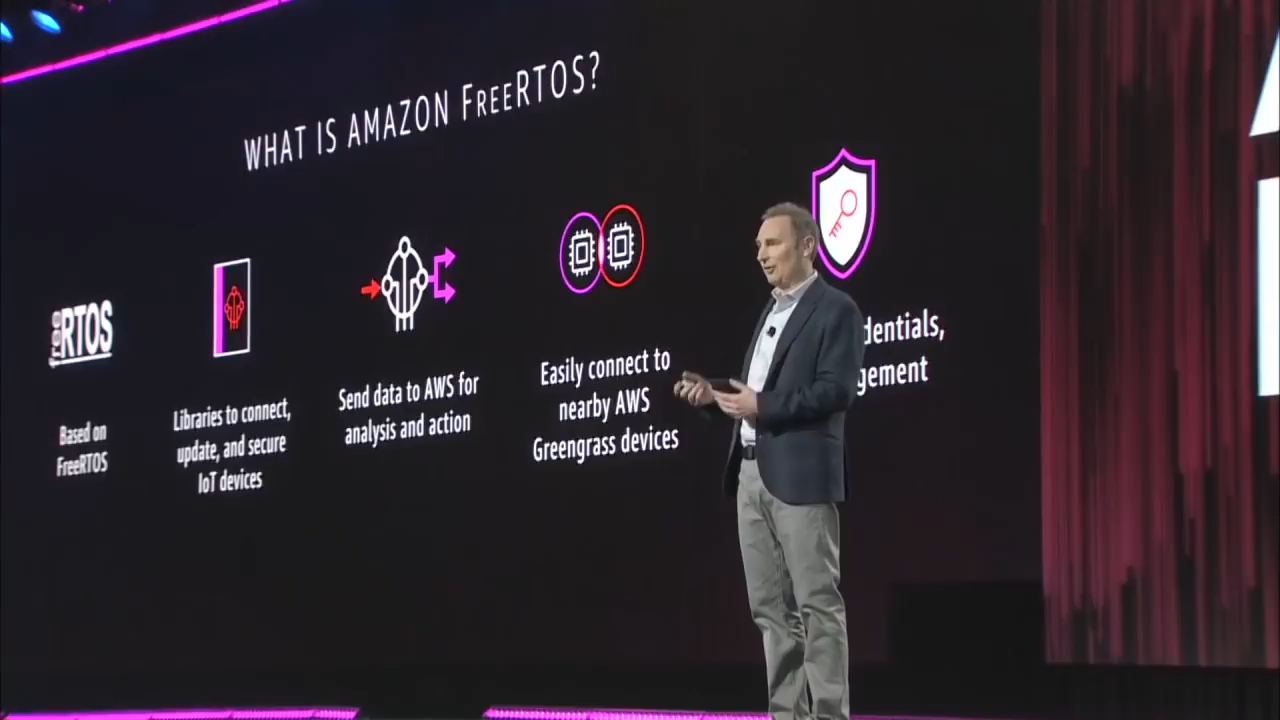 WHAT IS AMAZON FREERTOS?
Free RTOS
Based on
FreeRTOS
Libraries to connect,
update, and secure
IoT devices
Send data to AWS for
analysis and action
Easily connect to
nearby AWS
Greengrass devices
dentials,
gement